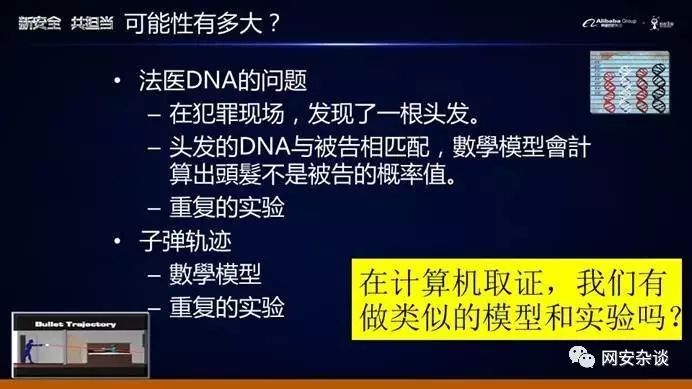 新安全 共担当 可能性有多大？
Alibaba Group
• 法医DNA的问题
– 在犯罪现场，发现了一根头发。
– 头发的DNA与被告相匹配，數學模型會計
算出頭髮不是被告的概率值。
– 重复的实验
• 子弹轨迹
– 數學模型
– 重复的实验
在计算机取证，我们有
做类似的模型和实验吗？
Bullet Trajectory
网安杂谈